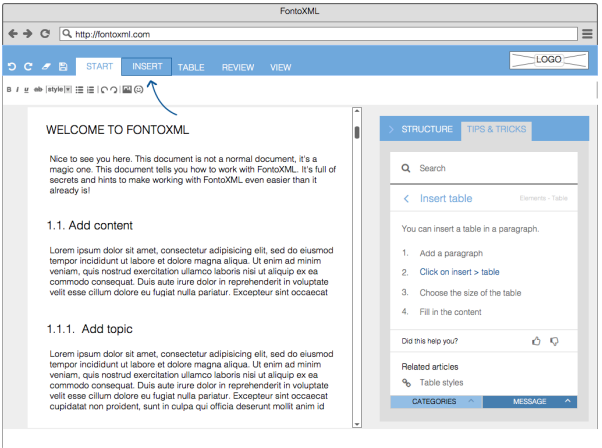 FontoXML
http://fontoxml.com
START INSERT TABLE REVIEW VIEW
LOGO
B I u ab style
WELCOME TO FONTOXML
Nice to see you here. This document is not a normal document, it's a
magic one. This document tells you how to work with FontoXML. It's full of
secrets and hints to make working with FontoXML even easier than it
already is!
1.1. Add content
Lorem ipsum dolor sit amet, consectetur adipisicing elit, sed do eiusmod
tempor incididunt ut labore et dolore magna aliqua. Ut enim ad minim
veniam, quis nostrud exercitation ullamco laboris nisi ut aliquip ex ea
commodo consequat. Duis aute irure dolor in reprehenderit in voluptate
velit esse cillum dolore eu fugiat nulla pariatur. Excepteur sint occaecat
1.1.1. Add topic
Lorem ipsum dolor sit amet, consectetur adipisicing elit, sed do eiusmod
tempor incididunt ut labore et dolore magna aliqua. Ut enim ad minim
veniam, quis nostrud exercitation ullamco laboris nisi ut aliquip ex ea
commodo consequat. Duis aute irure dolor in reprehenderit in voluptate
velit esse cillum dolore eu fugiat nulla pariatur. Excepteur sint occaecat
cupidatat non proident, sunt in culpa qui officia deserunt mollit anim id
STRUCTURE TIPS & TRICKS
Search
Insert table Elements - Table
You can insert a table in a paragraph.
1. Add a paragraph
2. Click on insert > table
3. Choose the size of the table
4. Fill in the content
Did this help you?
Related articles
Table styles
CATEGORIES MESSAGE